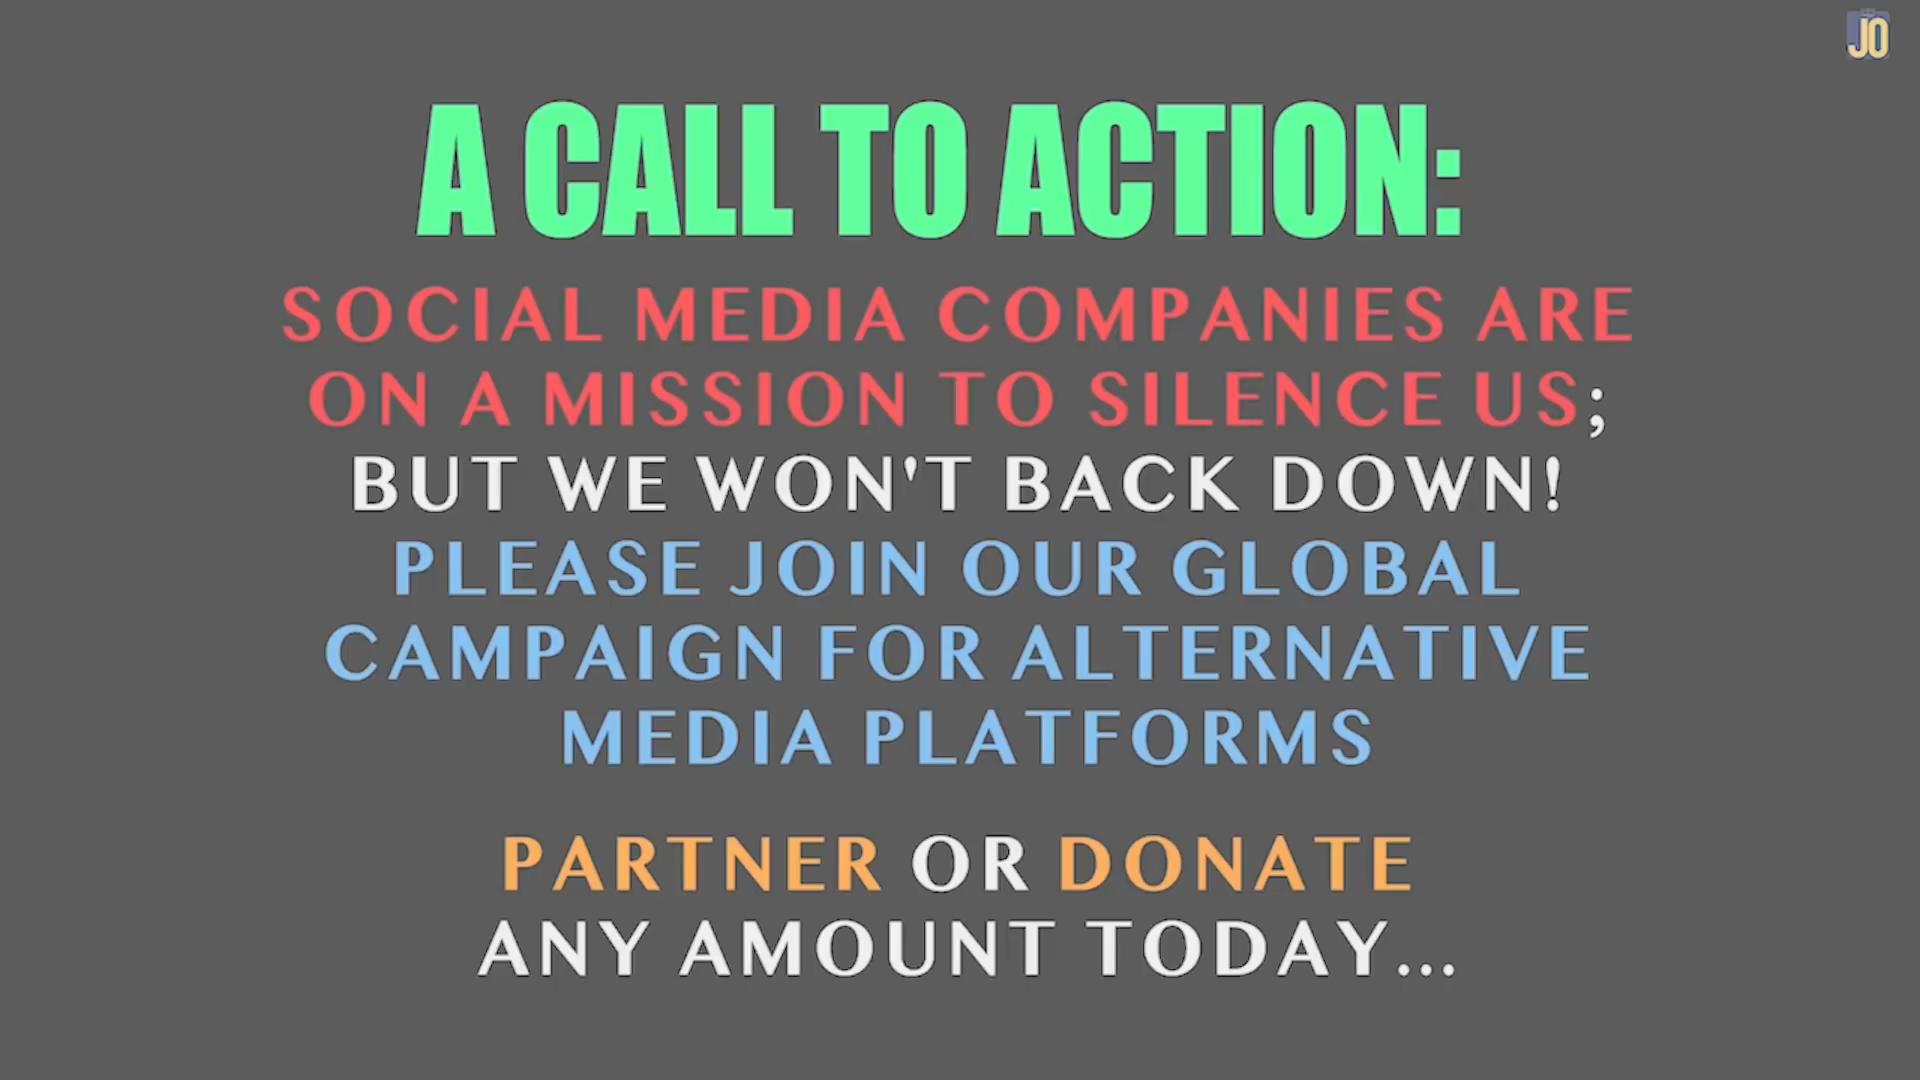 JO
A CALL TO ACTION:
SOCIAL MEDIA COMPANIES ARE
ON A MISSION TO SILENCE US;
BUT WE WON'T BACK DOWN!
PLEASE JOIN OUR GLOBAL
CAMPAIGN FOR ALTERNATIVE
MEDIA PLATFORMS
PARTNER OR DONATE
ANY AMOUNT TODAY...